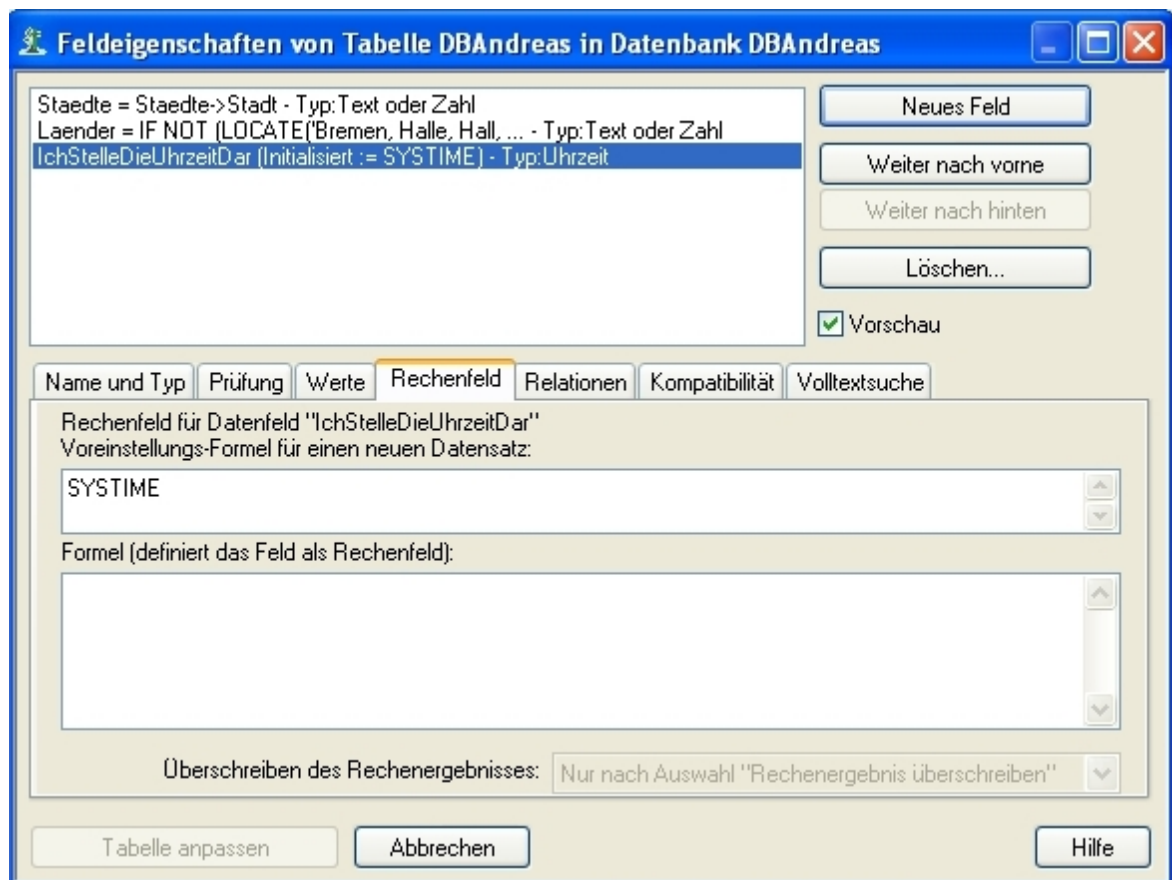 Feldeigenschaften von Tabelle DBAndreas in Datenbank DBAndreas
Staedte = Staedte->Stadt - Typ:Text oder Zahl
Laender = IF NOT (LOCATE('Bremen, Halle, Hall, ... - Typ:Text oder Zahl
IchStelleDieUhrzeitDar (Initialisiert := SYSTIME) - Typ:Uhrzeit
Neues Feld
Weiter nach vorne
Weiter nach hinten
Löschen...
Vorschau
Name und Typ Prüfung Werte Rechenfeld Relationen Kompatibilität Volltextsuche
Rechenfeld für Datenfeld "IchStelleDieUhrzeitDar"
Voreinstellungs-Formel für einen neuen Datensatz:
SYSTIME
Formel (definiert das Feld als Rechenfeld):
Überschreiben des Rechenergebnisses: Nur nach Auswahl "Rechenergebnis überschreiben"
Tabelle anpassen Abbrechen Hilfe